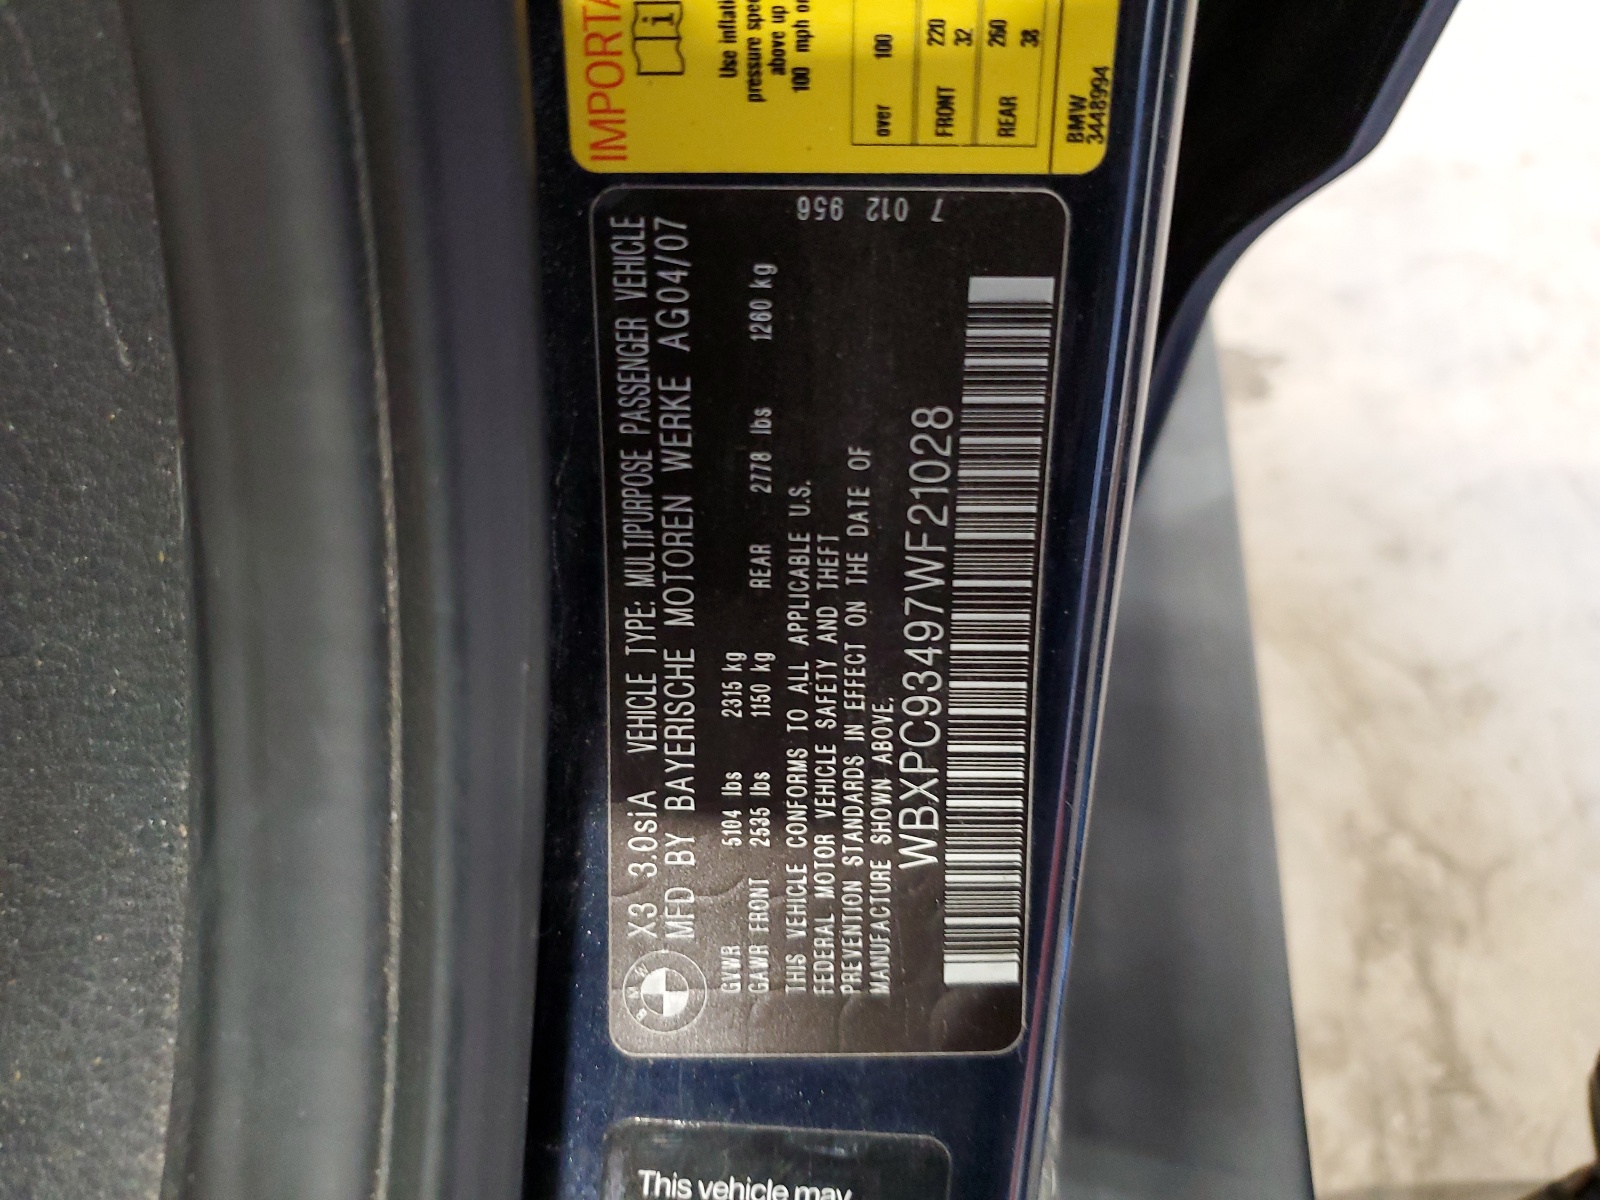 IMPORTA
Use inflati
pressure spe
above up
100 mph or
over 100
FRONT 220
32
REAR 260
38
BMW
3448994
BMW
X3 3.0siA VEHICLE TYPE: MULTIPURPOSE PASSENGER VEHICLE
MFD BY BAYERISCHE MOTOREN WERKE AG04/07
GVWR 5104 lbs 2315 kg
GAWR FRONT 2535 lbs 1150 kg REAR 2778 lbs 1260 kg
THIS VEHICLE CONFORMS TO ALL APPLICABLE U.S.
FEDERAL MOTOR VEHICLE SAFETY AND THEFT
PREVENTION STANDARDS IN EFFECT ON THE DATE OF
MANUFACTURE SHOWN ABOVE.
WBXPC93497WF21028
7 012 956
This vehicle may